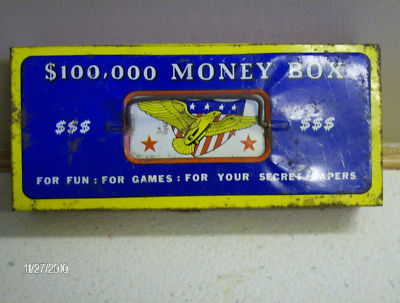 $100,000 MONEY BOX
$$$ $$$
FOR FUN : FOR GAMES : FOR YOUR SECRET PAPERS
11/27/2010